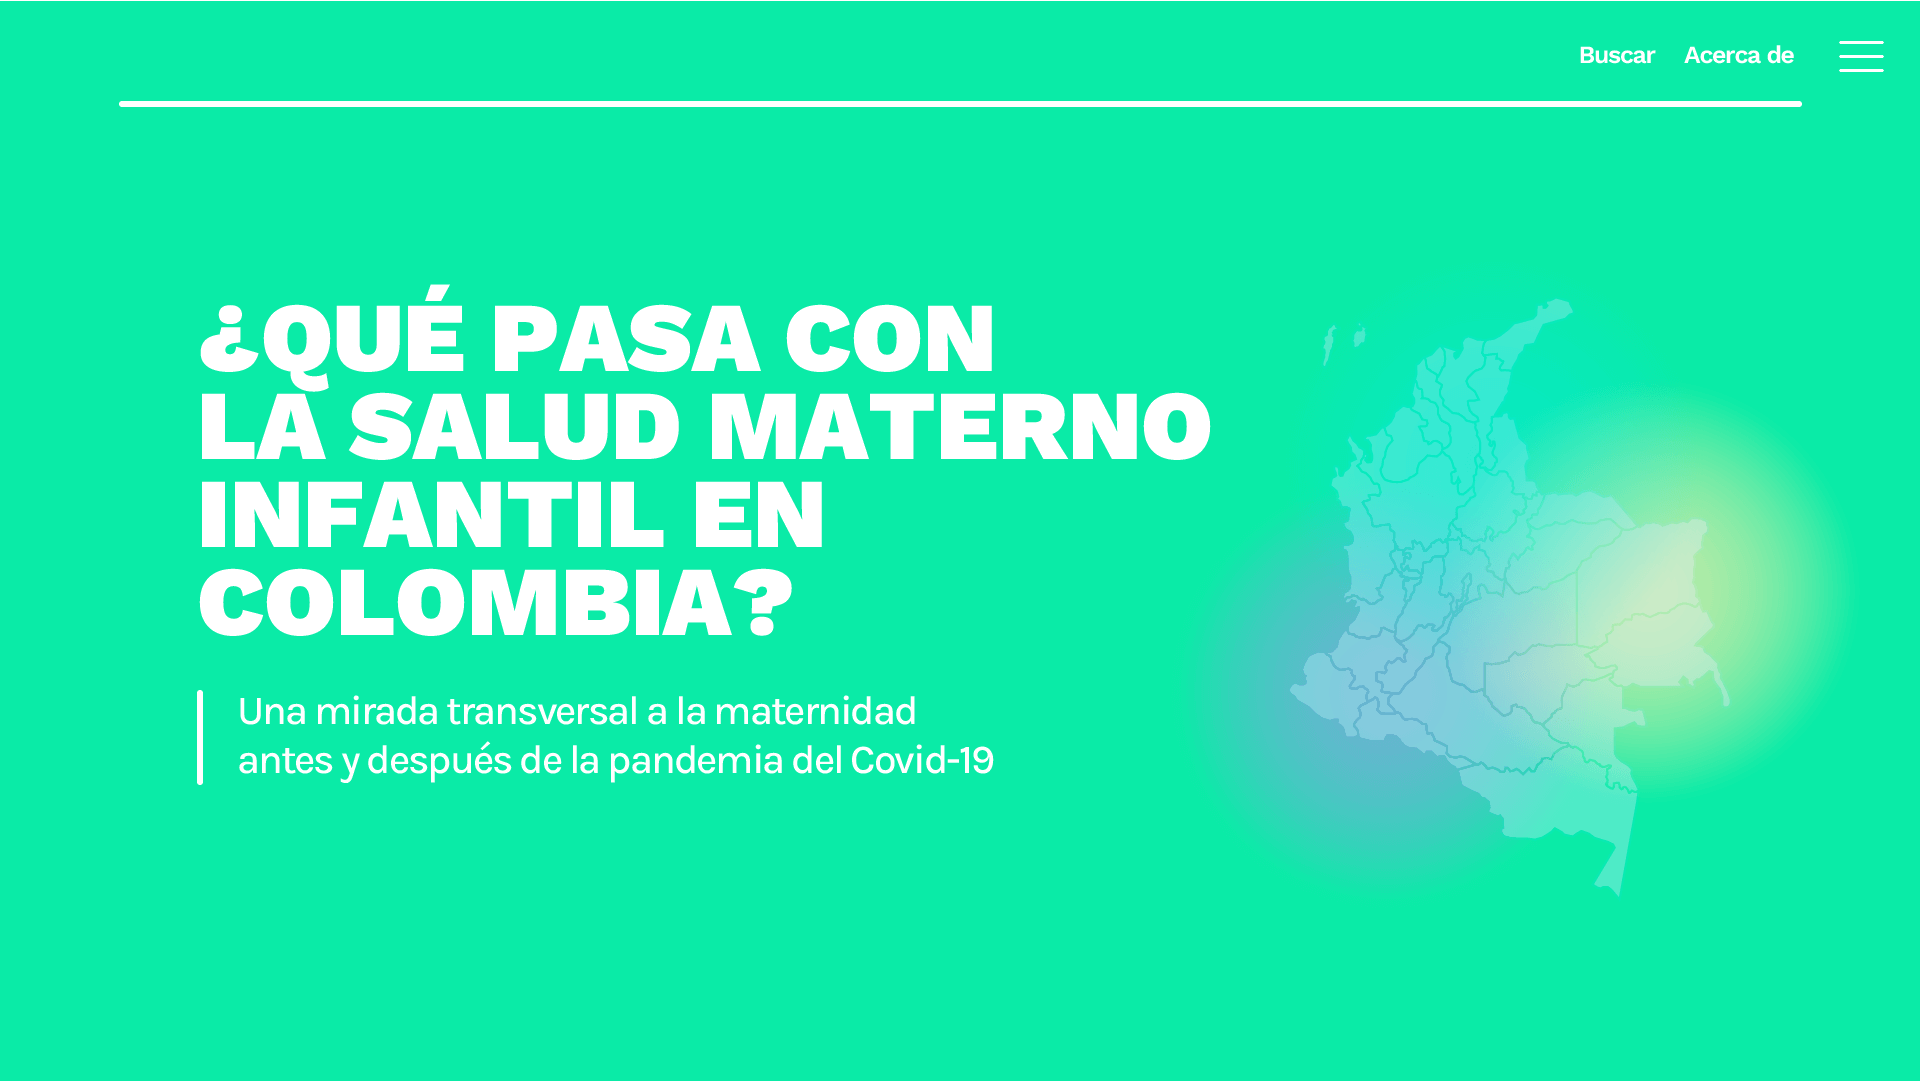 Buscar Acerca de
¿QUÉ PASA CON
LA SALUD MATERNO
INFANTIL EN
COLOMBIA?
Una mirada transversal a la maternidad
antes y después de la pandemia del Covid-19